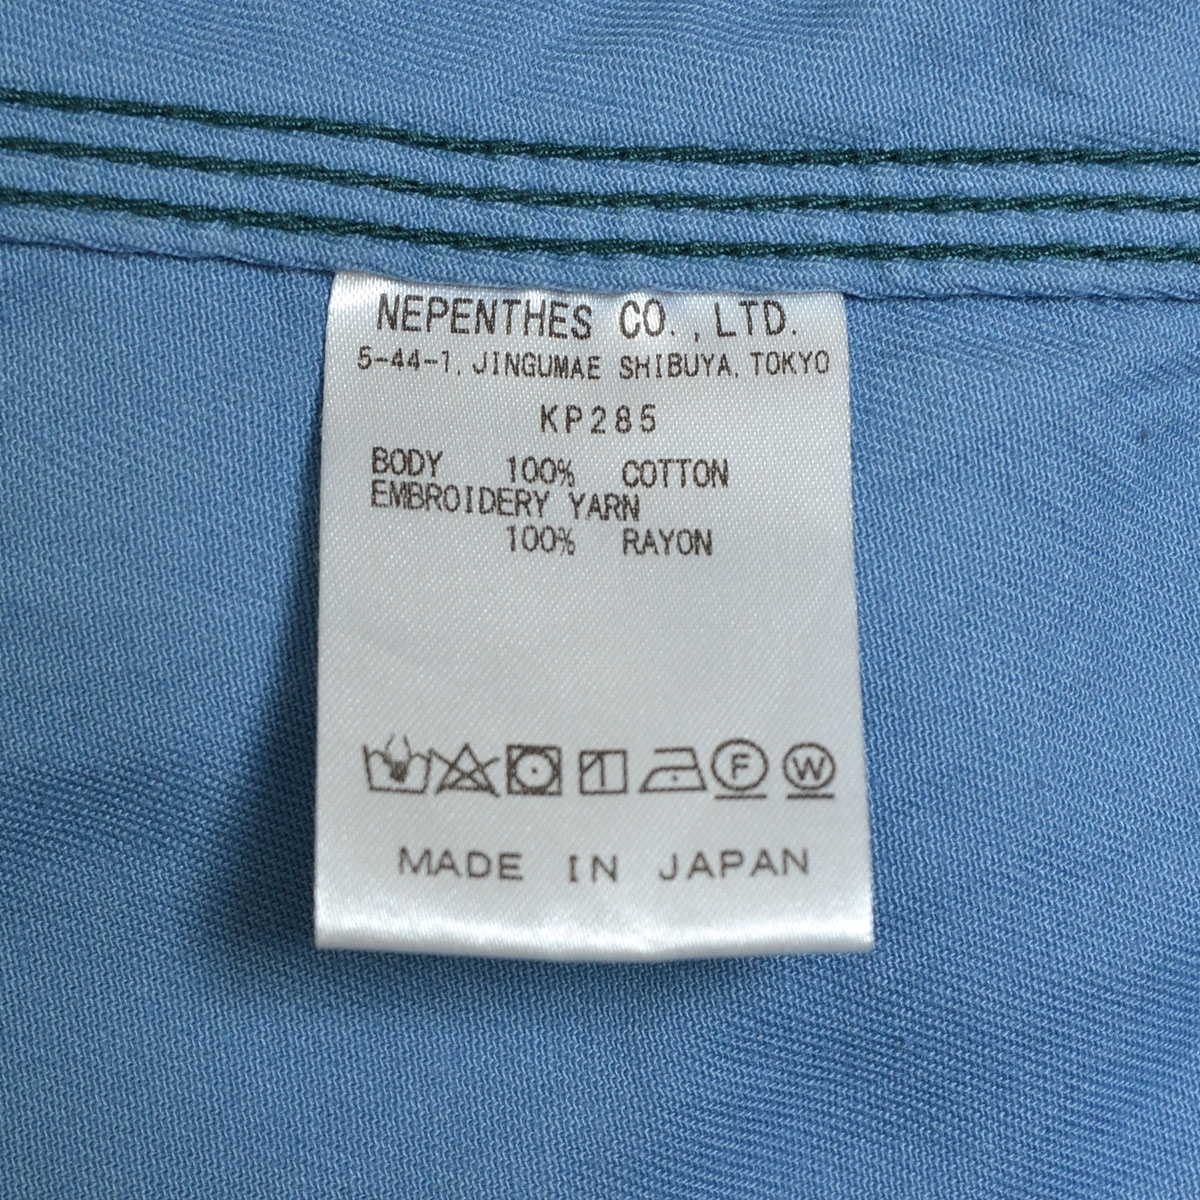 NEPENTHES CO.,LTD.
5-44-1, JINGUMAE SHIBUYA, TOKYO
KP285
BODY 100% COTTON
EMBROIDERY YARN
100% RAYON
F W
MADE IN JAPAN